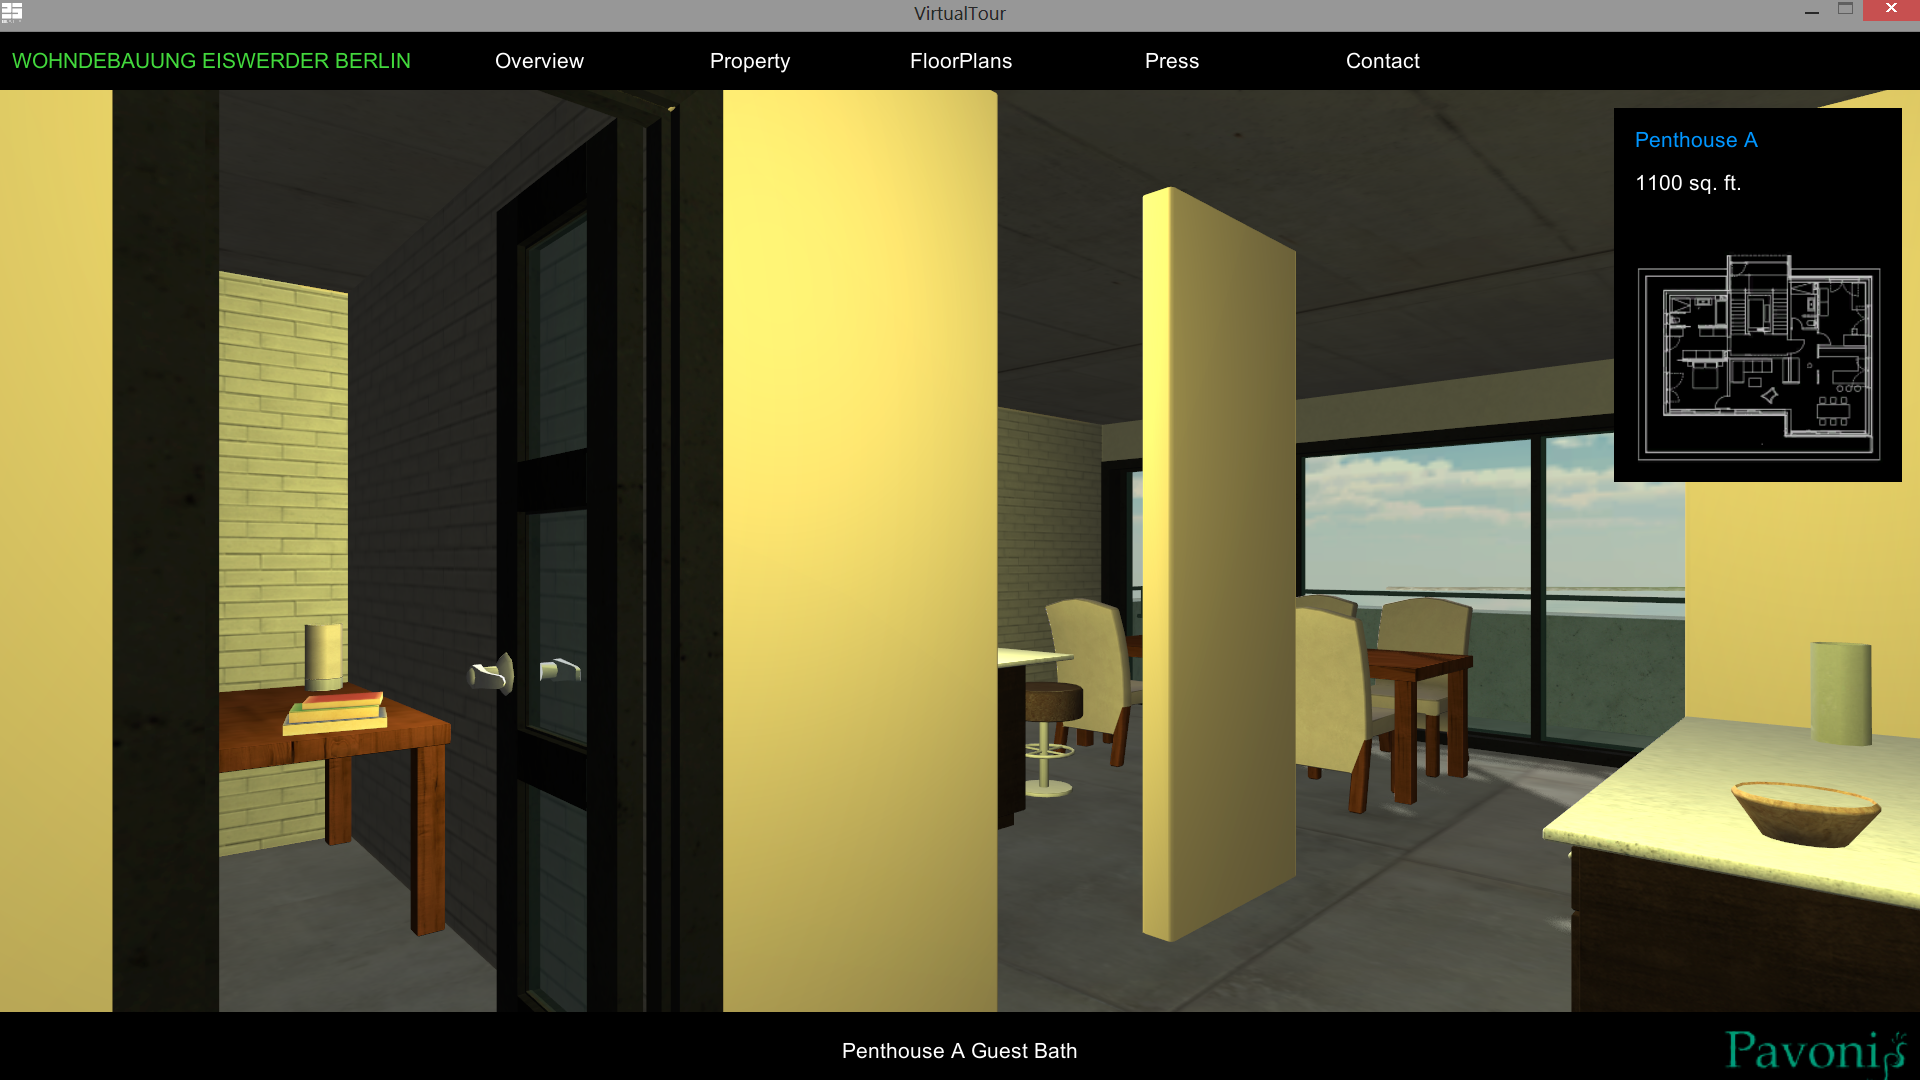 VirtualTour
WOHNDEBAUUNG EISWERDER BERLIN
Overview
Property
FloorPlans
Press
Contact
Penthouse A
1100 sq. ft.
Penthouse A Guest Bath
Pavonis